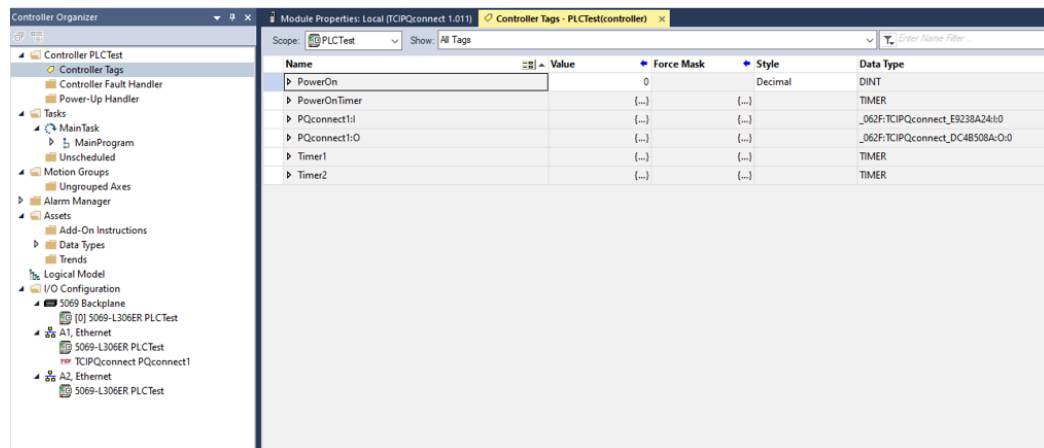 Controller Organizer
Module Properties: Local (TCIPQconnect 1.011)
Controller Tags - PLCTest(controller)
Scope: PLCTest Show: All Tags Enter Name Filter...
Controller PLCTest
Controller Tags
Controller Fault Handler
Power-Up Handler
Tasks
MainTask
MainProgram
Unscheduled
Motion Groups
Ungrouped Axes
Alarm Manager
Assets
Add-On Instructions
Data Types
Trends
Logical Model
I/O Configuration
5069 Backplane
[0] 5069-L306ER PLCTest
A1, Ethernet
5069-L306ER PLCTest
TCIPQconnect PQconnect1
A2, Ethernet
5069-L306ER PLCTest
Name Value Force Mask Style Data Type
PowerOn 0 Decimal DINT
PowerOnTimer {...} {...} TIMER
PQconnect1:I {...} {...} _062F:TCIPQconnect_E9238A24:I:0
PQconnect1:O {...} {...} _062F:TCIPQconnect_DC4B508A:O:0
Timer1 {...} {...} TIMER
Timer2 {...} {...} TIMER